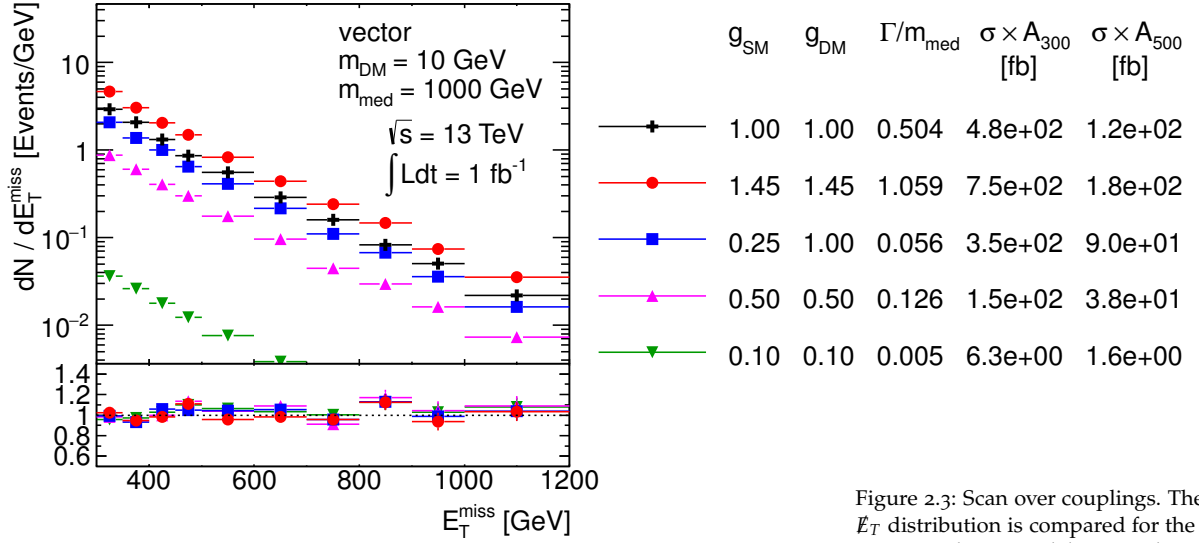 dN / dE_T^miss [Events/GeV]
10
1
10⁻¹
10⁻²
vector
m_DM = 10 GeV
m_med = 1000 GeV
√s = 13 TeV
∫ Ldt = 1 fb⁻¹
1.4
1.2
1
0.8
0.6
400 600 800 1000 1200
E_T^miss [GeV]
g_SM g_DM Γ/m_med σ × A_300 σ × A_500
[fb] [fb]
1.00 1.00 0.504 4.8e+02 1.2e+02
1.45 1.45 1.059 7.5e+02 1.8e+02
0.25 1.00 0.056 3.5e+02 9.0e+01
0.50 0.50 0.126 1.5e+02 3.8e+01
0.10 0.10 0.005 6.3e+00 1.6e+00
Figure 2.3: Scan over couplings. The
E̸_T distribution is compared for the